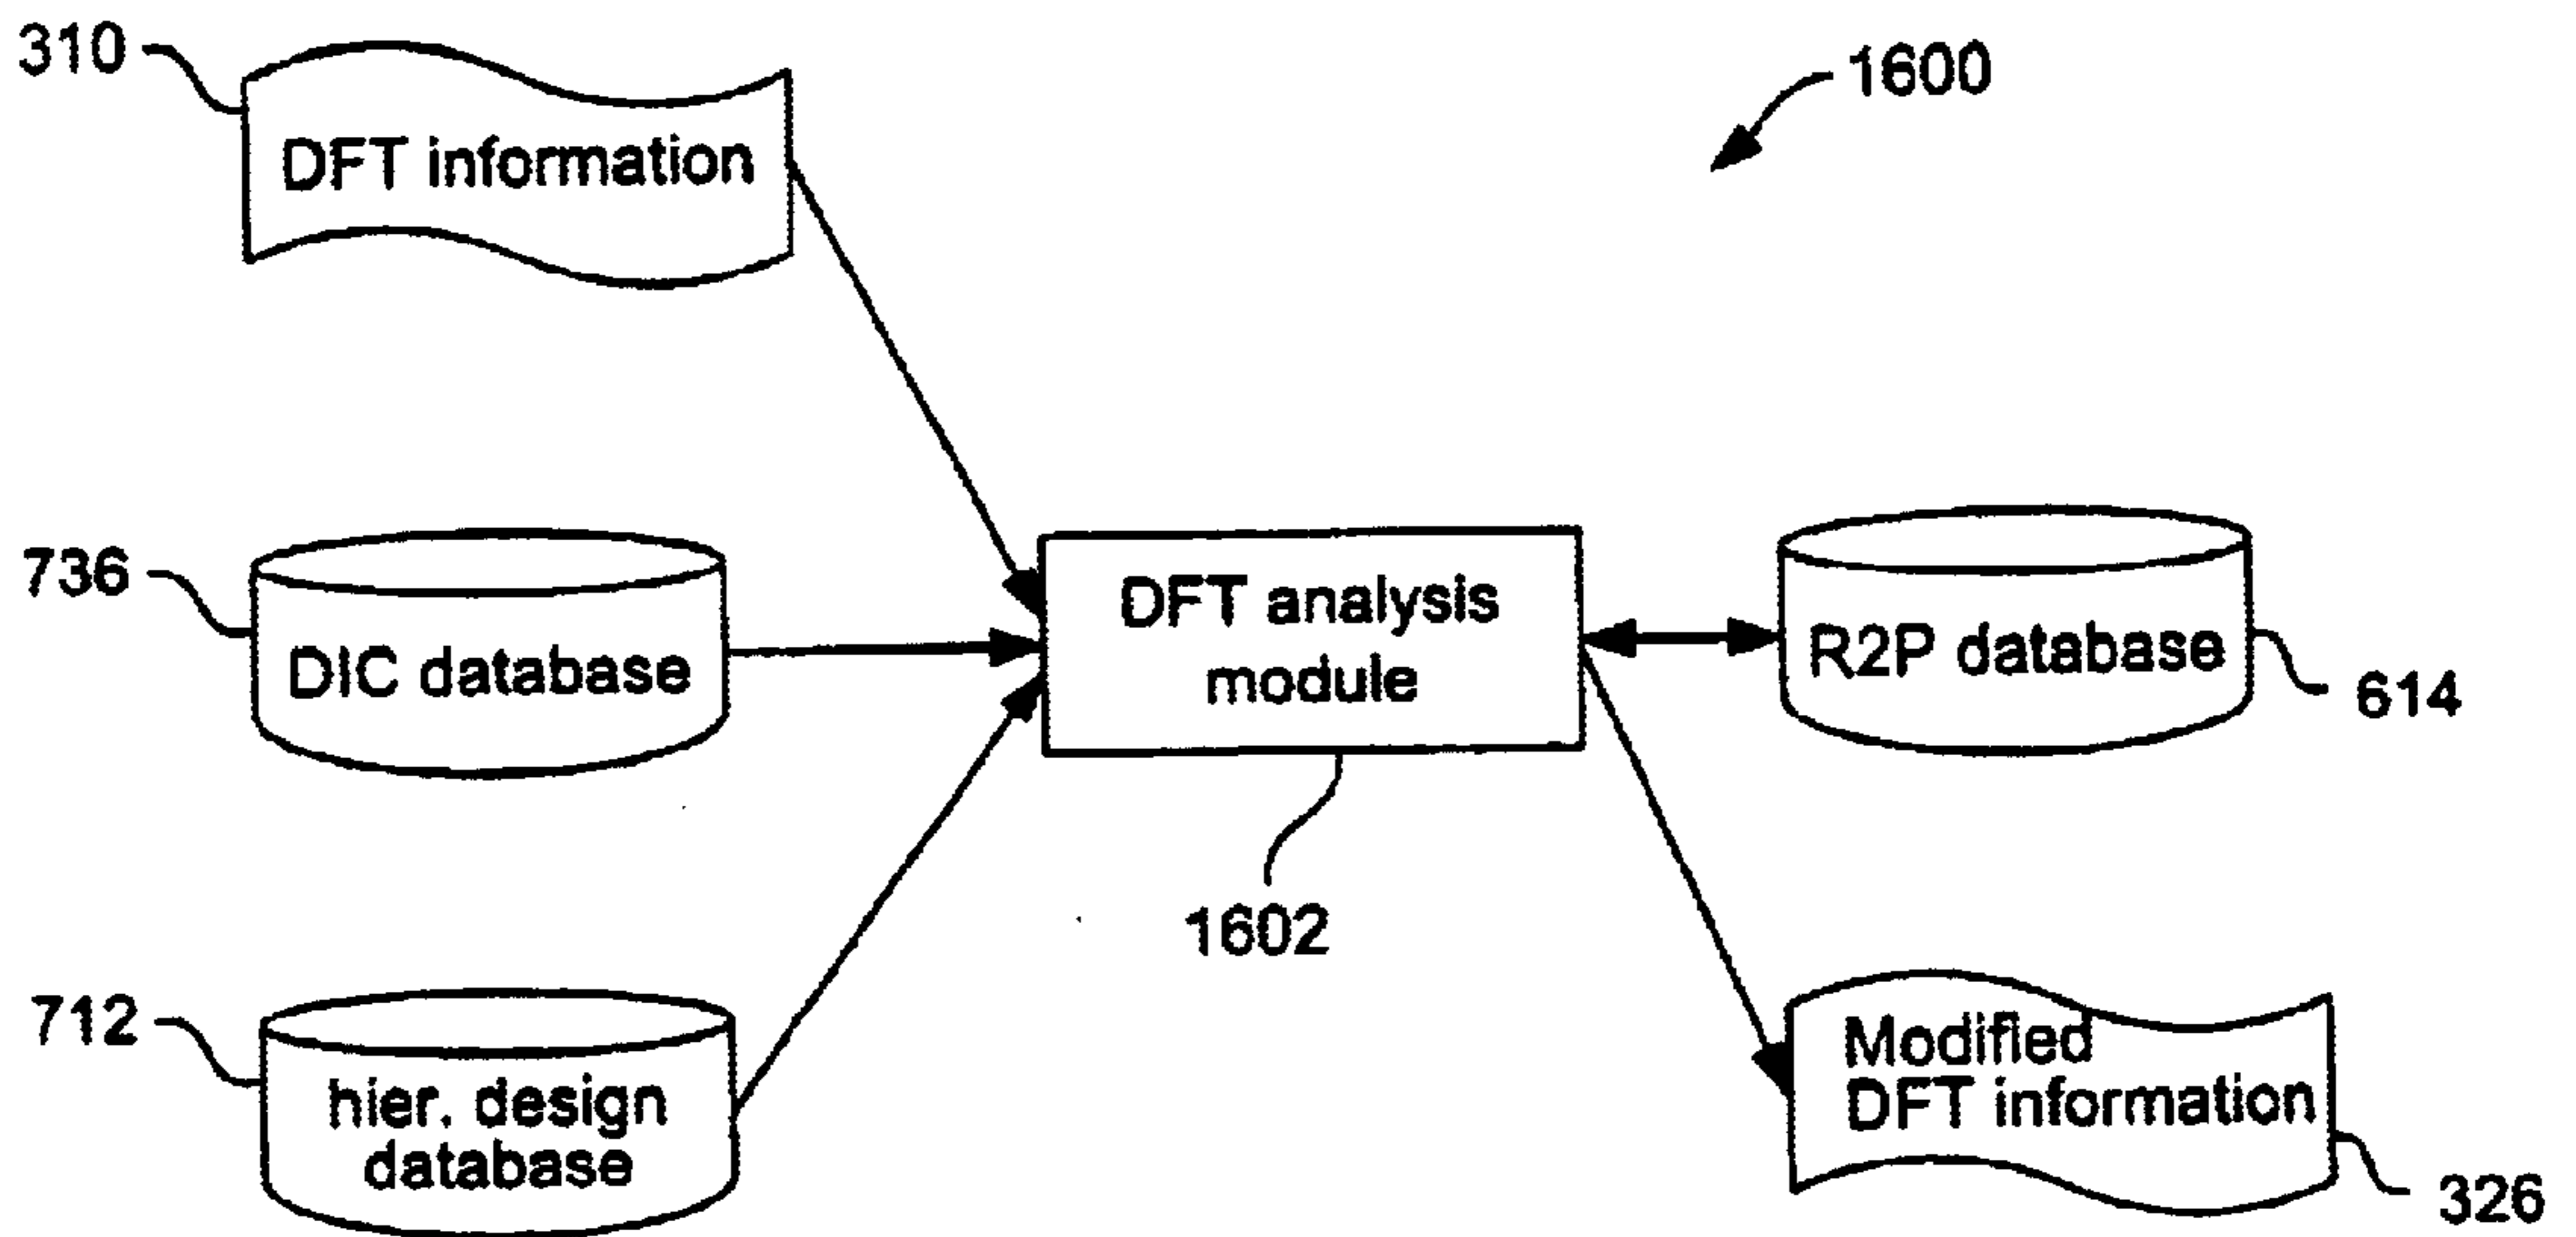 310
DFT information
1600
736
DIC database
DFT analysis
module
R2P database
614
1602
712
hier. design
database
Modified
DFT information
326